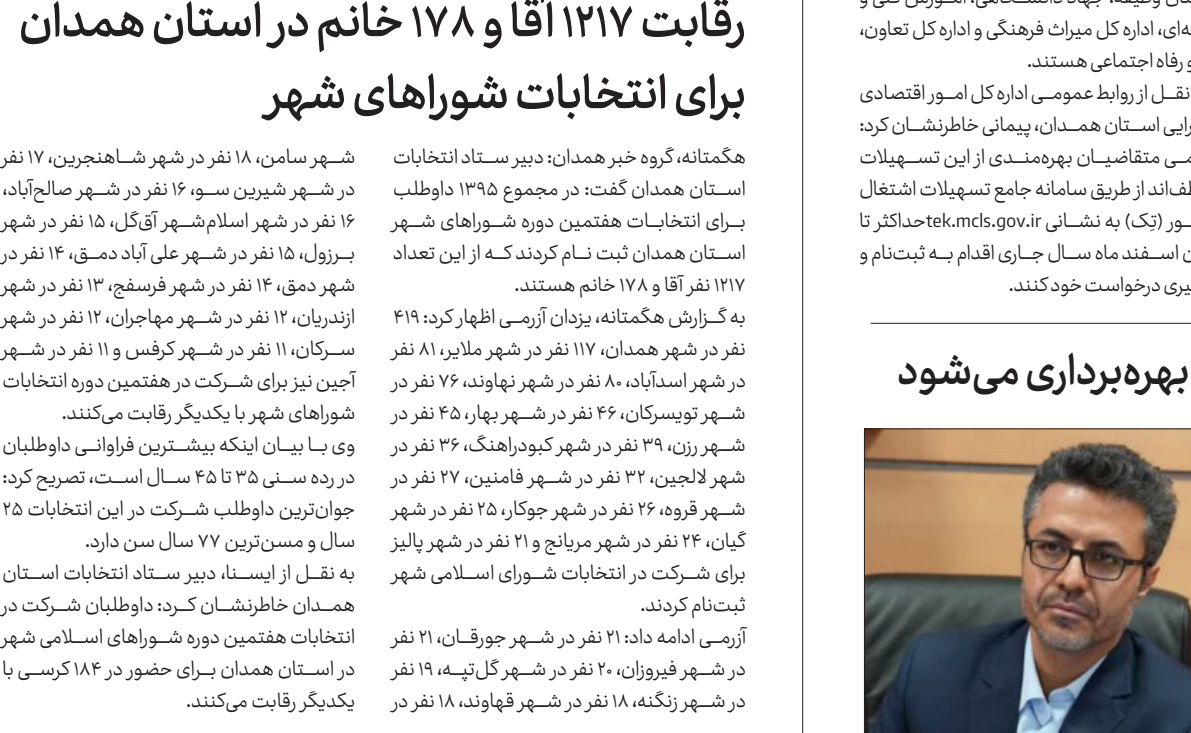 اداره کل میراث فرهنگی و اداره کل تعاون،
و رفاه اجتماعی هستند.
نقل از روابط عمومی اداره کل امور اقتصادی
استان همدان، پیمانی خاطرنشان کرد:
متقاضیان بهره‌مندی از این تسهیلات
از طریق سامانه جامع تسهیلات اشتغال
(تِک) به نشانی tek.mcls.gov.ir حداکثر تا
اسفند ماه سال جاری اقدام به ثبت‌نام و
درخواست خود کنند.
بهره‌برداری می‌شود
رقابت ۱۲۱۷ آقا و ۱۷۸ خانم در استان همدان
برای انتخابات شوراهای شهر
هگمتانه، گروه خبر همدان: دبیر ستاد انتخابات
استان همدان گفت: در مجموع ۱۳۹۵ داوطلب
برای انتخابات هفتمین دوره شوراهای شهر
استان همدان ثبت نام کردند که از این تعداد
۱۲۱۷ نفر آقا و ۱۷۸ خانم هستند.
به گزارش هگمتانه، یزدان آزرمی اظهار کرد: ۴۱۹
نفر در شهر همدان، ۱۱۷ نفر در شهر ملایر، ۸۱ نفر
در شهر اسدآباد، ۸۰ نفر در شهر نهاوند، ۷۶ نفر در
شهر تویسرکان، ۴۶ نفر در شهر بهار، ۴۵ نفر در
شهر رزن، ۳۹ نفر در شهر کبودراهنگ، ۳۶ نفر در
شهر لالجین، ۳۲ نفر در شهر فامنین، ۲۷ نفر در
شهر قروه، ۲۶ نفر در شهر جوکار، ۲۵ نفر در شهر
گیان، ۲۴ نفر در شهر مریانج و ۲۱ نفر در شهر پالیز
برای شرکت در انتخابات شورای اسلامی شهر
ثبت‌نام کردند.
آزرمی ادامه داد: ۲۱ نفر در شهر جورقان، ۲۱ نفر
در شهر فیروزان، ۲۰ نفر در شهر گل‌تپه، ۱۹ نفر
در شهر زنگنه، ۱۸ نفر در شهر قهاوند، ۱۸ نفر در
شهر سامن، ۱۸ نفر در شهر شاهنجرین، ۱۷ نفر
در شهر شیرین سو، ۱۶ نفر در شهر صالح‌آباد،
۱۶ نفر در شهر اسلام‌شهر آق‌گل، ۱۵ نفر در شهر
برزول، ۱۵ نفر در شهر علی آباد دمق، ۱۴ نفر در
شهر دمق، ۱۴ نفر در شهر فرسفج، ۱۳ نفر در شهر
ازندریان، ۱۲ نفر در شهر مهاجران، ۱۲ نفر در شهر
سرکان، ۱۱ نفر در شهر کرفس و ۱۱ نفر در شهر
آجین نیز برای شرکت در هفتمین دوره انتخابات
شوراهای شهر با یکدیگر رقابت می‌کنند.
وی با بیان اینکه بیشترین فراوانی داوطلبان
در رده سنی ۳۵ تا ۴۵ سال است، تصریح کرد:
جوان‌ترین داوطلب شرکت در این انتخابات ۲۵
سال و مسن‌ترین ۷۷ سال سن دارد.
به نقل از ایسنا، دبیر ستاد انتخابات استان
همدان خاطرنشان کرد: داوطلبان شرکت در
انتخابات هفتمین دوره شوراهای اسلامی شهر
در استان همدان برای حضور در ۱۸۴ کرسی با
یکدیگر رقابت می‌کنند.